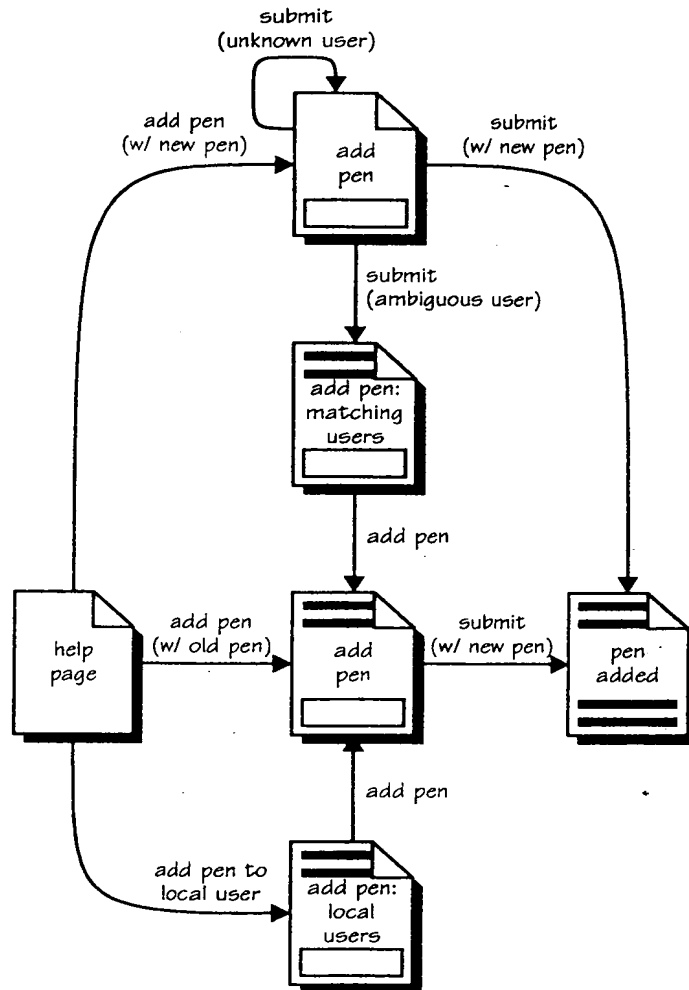 submit
(unknown user)
add pen
(w/ new pen)
submit
(w/ new pen)
add
pen
submit
(ambiguous user)
add pen:
matching
users
add pen
help
page
add pen
(w/ old pen)
add
pen
submit
(w/ new pen)
pen
added
add pen
add pen to
local user
add pen:
local
users